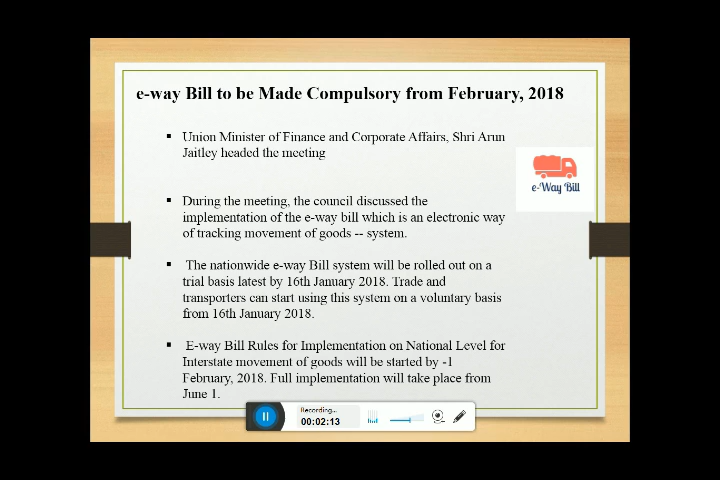 e-way Bill to be Made Compulsory from February, 2018
Union Minister of Finance and Corporate Affairs, Shri Arun
Jaitley headed the meeting
e-Way Bill
During the meeting, the council discussed the
implementation of the e-way bill which is an electronic way
of tracking movement of goods -- system.
The nationwide e-way Bill system will be rolled out on a
trial basis latest by 16th January 2018. Trade and
transporters can start using this system on a voluntary basis
from 16th January 2018.
E-way Bill Rules for Implementation on National Level for
Interstate movement of goods will be started by -1
February, 2018. Full implementation will take place from
June 1.
Recording...
00:02:13